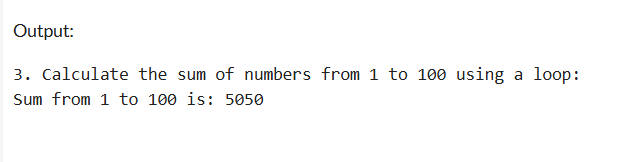 Output:
3. Calculate the sum of numbers from 1 to 100 using a loop:
Sum from 1 to 100 is: 5050